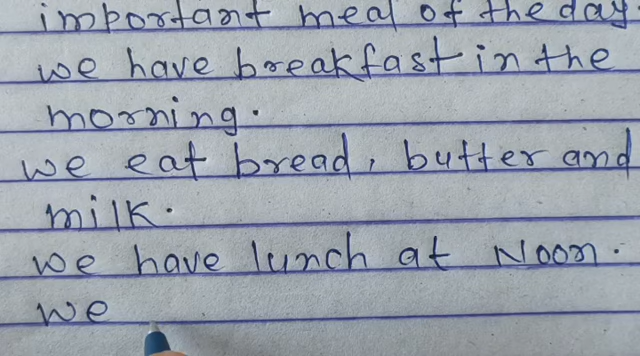 important meal of the day.
we have breakfast in the
morning.
we eat bread, butter and
milk.
we have lunch at Noon.
we